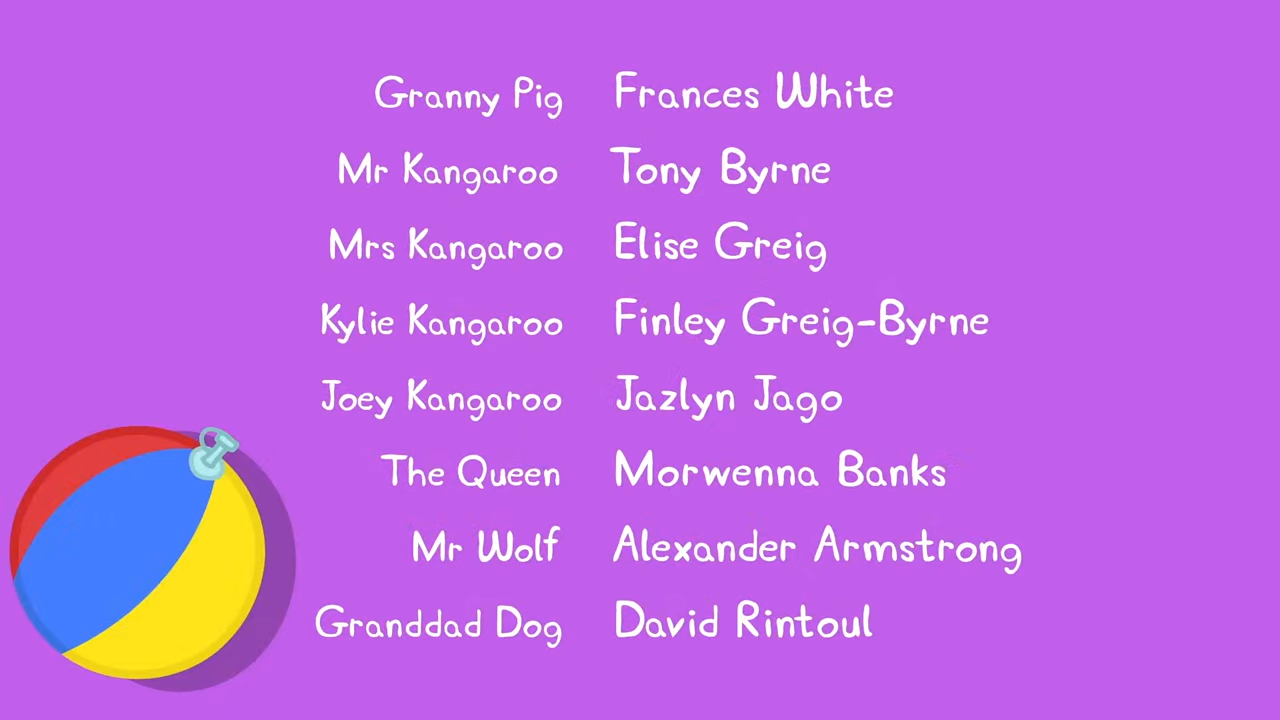 Granny Pig Frances White
Mr Kangaroo Tony Byrne
Mrs Kangaroo Elise Greig
Kylie Kangaroo Finley Greig-Byrne
Joey Kangaroo Jazlyn Jago
The Queen Morwenna Banks
Mr Wolf Alexander Armstrong
Granddad Dog David Rintoul